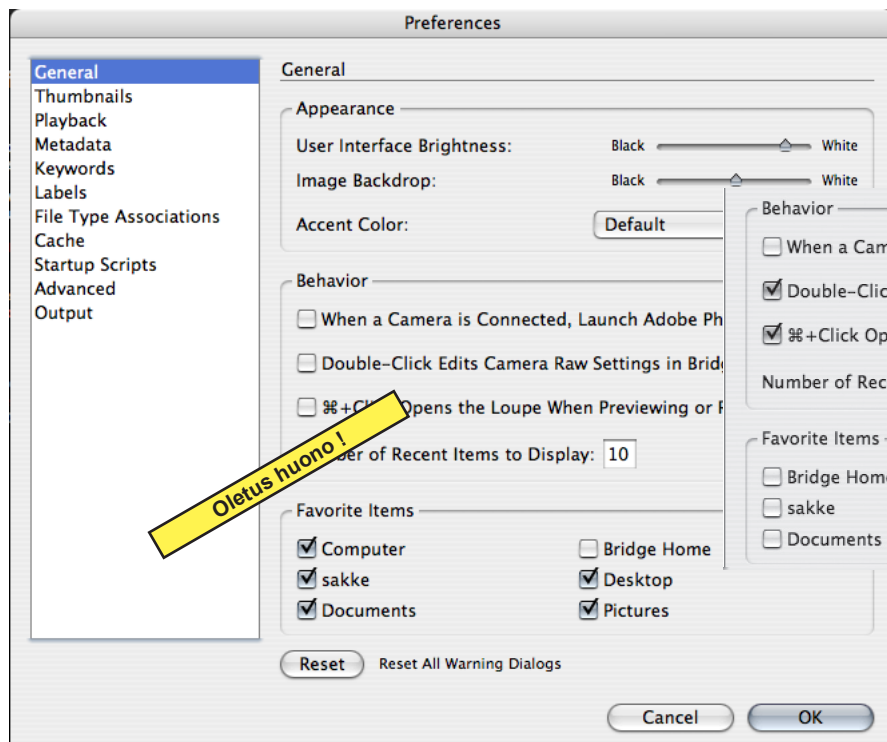 Preferences
General
Thumbnails
Playback
Metadata
Keywords
Labels
File Type Associations
Cache
Startup Scripts
Advanced
Output
General
Appearance
User Interface Brightness: Black White
Image Backdrop: Black White
Accent Color: Default
Behavior
When a Camera is Connected, Launch Adobe Ph
Double-Click Edits Camera Raw Settings in Bridg
⌘+Click Opens the Loupe When Previewing or
of Recent Items to Display: 10
Favorite Items
Computer
Bridge Home
sakke
Desktop
Documents
Pictures
Reset Reset All Warning Dialogs
Cancel OK
Oletus huono !
Behavior
When a Cam
Double-Clic
⌘+Click Op
Number of Rec
Favorite Items
Bridge Home
sakke
Documents